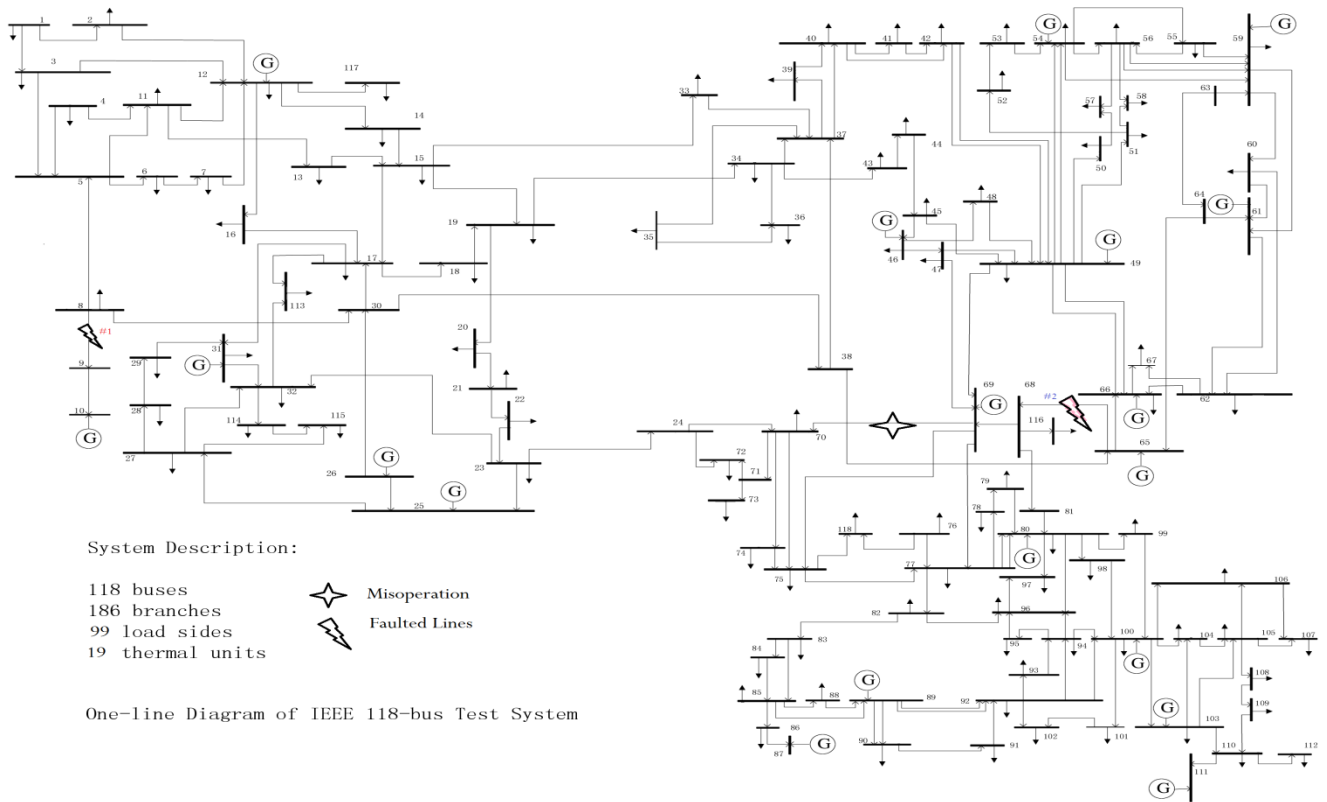 1 2
3
4 11
12 G 117
14
5 6 7 13 15
16
17 18 19
8 30
113
#1
9
10
G
29 31 G
28 32
114 115
27
26 G
25 G
20
21
22
23
24
33
34
35
36
37
38
39
40 41 42
43 44
45 G
46 47
48
49 G
50 51
52
53 54 G 55
56
57 58
59 G
60
61 G
62
63
64
65 G
66 G
67
68
69 G
#2
116
70
71 72
73
74
75
118 76
77
78 79
80 G
81
82
83
84
85
86
87 G
88 89 G
90 91
92
93 94
95 96
97 98
99
100 G
101 102
103 G
104 105
106
107
108
109
110
111 G
112
System Description:
118 buses
186 branches
99 load sides
19 thermal units
Misoperation
Faulted Lines
One-line Diagram of IEEE 118-bus Test System